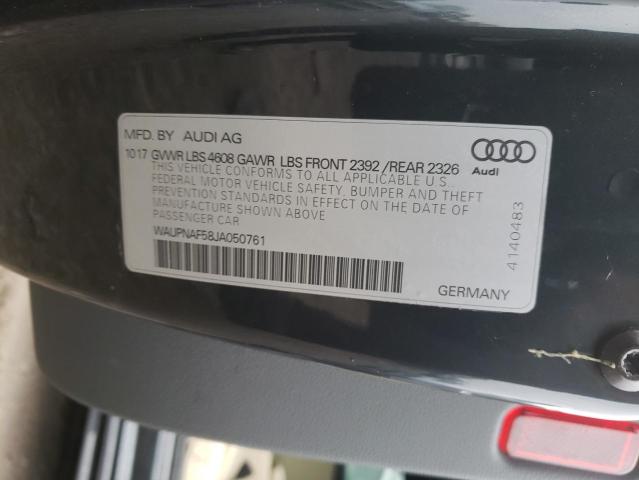 MFD. BY AUDI AG
10 17 GVWR LBS 4608 GAWR LBS FRONT 2392 /REAR 2326
THIS VEHICLE CONFORMS TO ALL APPLICABLE U S.
FEDERAL MOTOR VEHICLE SAFETY, BUMPER AND THEFT
PREVENTION STANDARDS IN EFFECT ON THE DATE OF
MANUFACTURE SHOWN ABOVE
PASSENGER CAR
WAUPNAF58JA050761
Audi
4140483
GERMANY